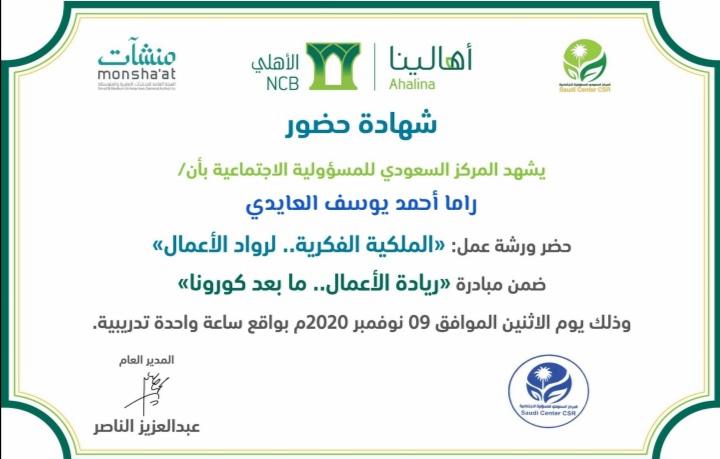 منشآت
monsha'at
الأهلي
NCB
أهالينا
Ahalina
Saudi Center CSR
شهادة حضور
يشهد المركز السعودي للمسؤولية الاجتماعية بأن/
راما أحمد يوسف العايدي
حضر ورشة عمل: «الملكية الفكرية.. لرواد الأعمال»
ضمن مبادرة «ريادة الأعمال.. ما بعد كورونا»
وذلك يوم الاثنين الموافق 09 نوفمبر 2020م بواقع ساعة واحدة تدريبية.
المدير العام
عبدالعزيز الناصر
Saudi Center CSR